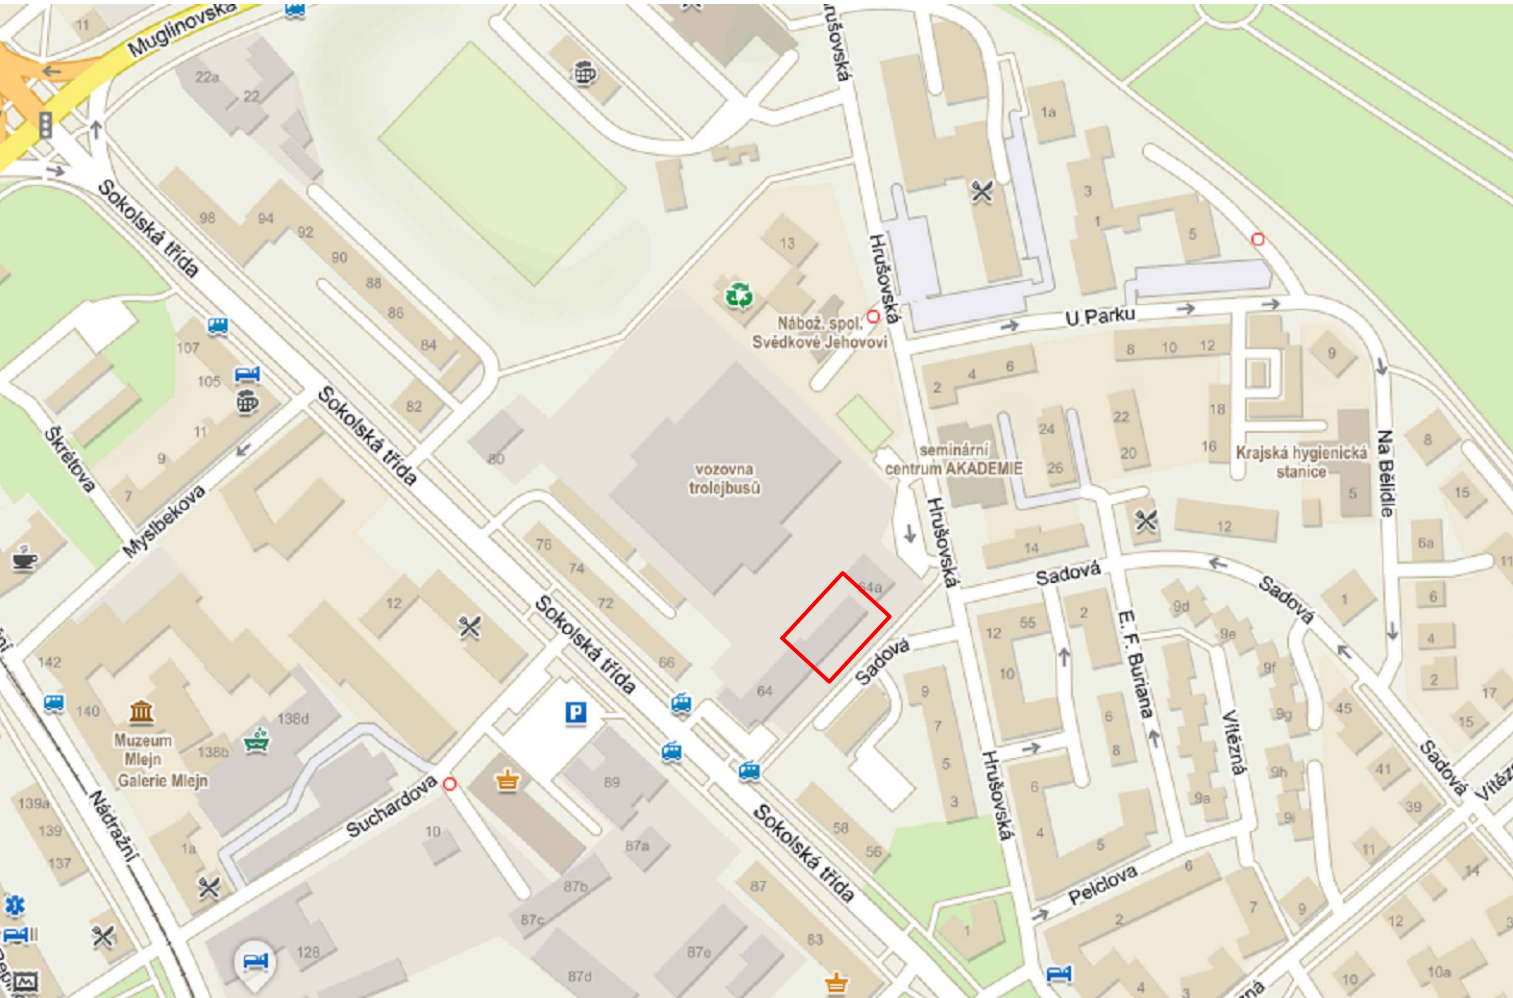 11
Muglinovská
22a
22
Hrušovská
1a
3
1
5
98
94
92
90
88
86
84
82
Sokolská třída
13
Hrušovská
Nábož. spol.
Svědkové Jehovovi
U Parku
107
105
11
9
7
Škrétova
Myslbekova
Sokolská třída
80
vozovna
trolejbusů
2
4
6
8
10
12
9
18
16
22
20
24
26
seminární
centrum AKADEMIE
Krajská hygienická
stanice
5
Na Bělidle
8
15
12
6a
11
14
Hrušovská
Sadová
Sadová
76
74
72
66
Sokolská třída
64a
64
Sadová
12
55
10
2
E. F. Buriana
9d
9e
9f
9g
9h
9a
9i
1
6
4
2
17
15
45
41
39
11
Sadová
Vítězná
12
142
140
138d
138b
Muzeum
Mlejn
Galerie Mlejn
139a
139
137
Nádražní
1a
Suchardova
10
89
87a
87b
87c
87d
87e
87
83
128
58
56
Sokolská třída
9
7
5
3
Hrušovská
6
8
6
4
5
Pelclova
6
2
7
9
1
4
3
12
14
10
10a